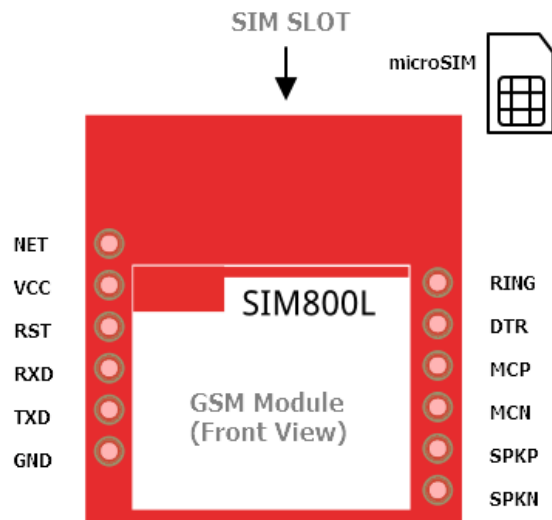 SIM SLOT
microSIM
NET
VCC
RST
RXD
TXD
GND
SIM800L
GSM Module
(Front View)
RING
DTR
MCP
MCN
SPKP
SPKN